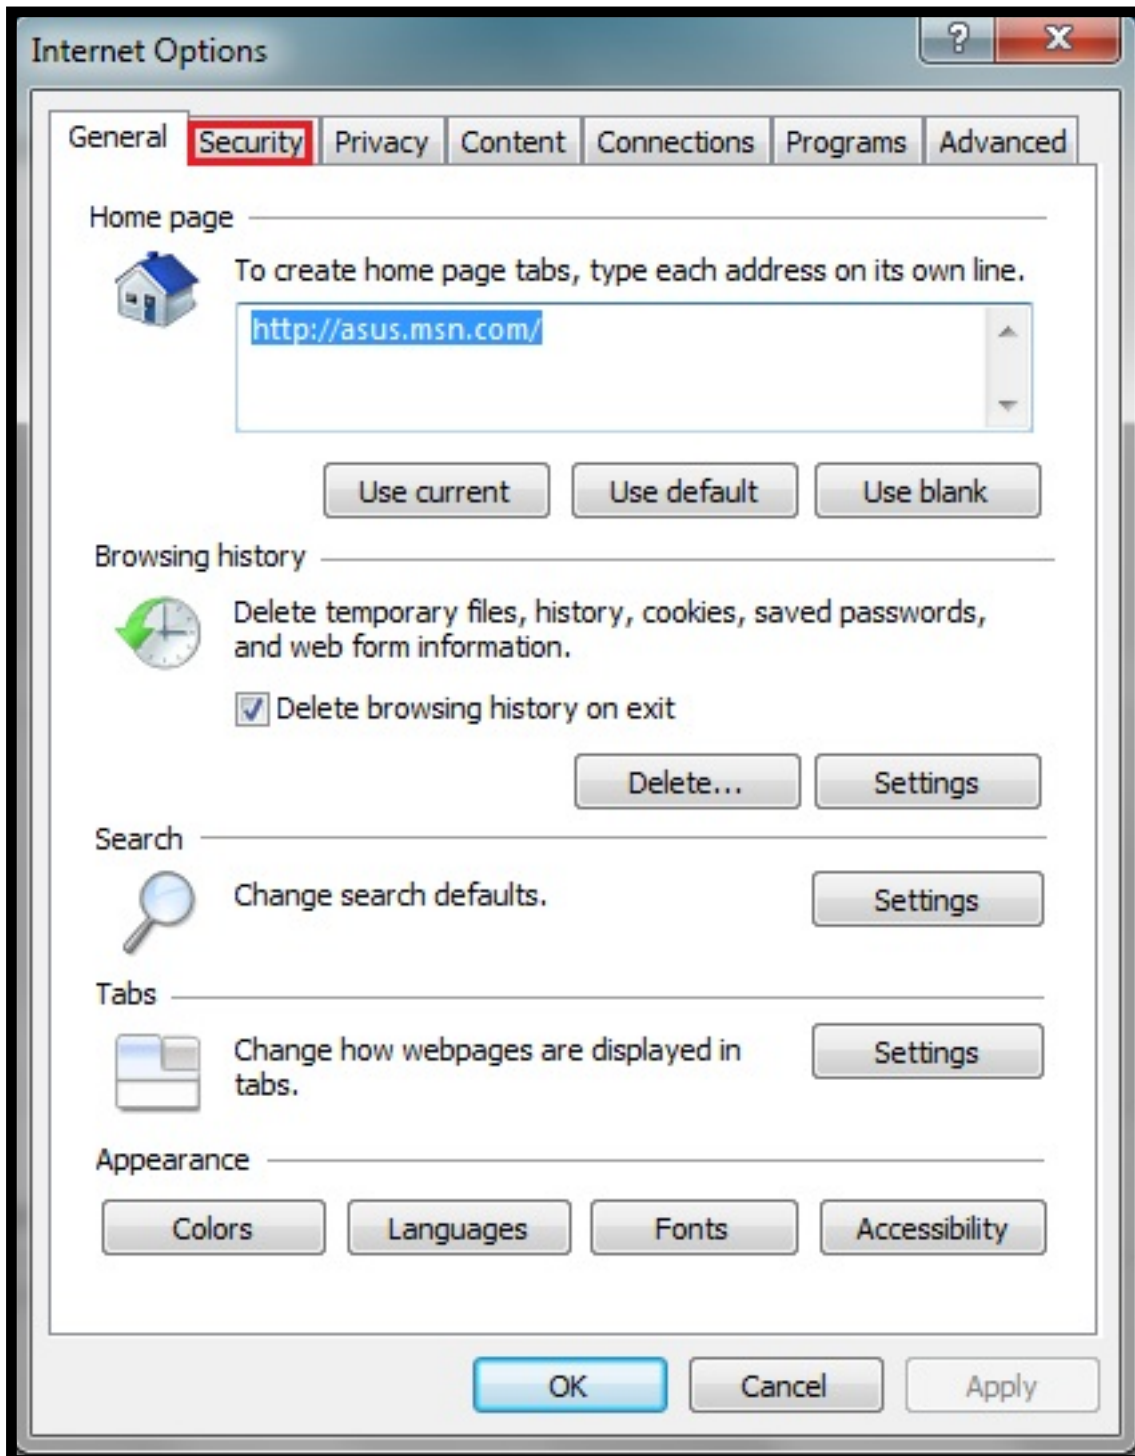 Internet Options
?
General
Security
Privacy
Content
Connections
Programs
Advanced
Home page
To create home page tabs, type each address on its own line.
http://asus.msn.com/
Use current
Use default
Use blank
Browsing history
Delete temporary files, history, cookies, saved passwords,
and web form information.
Delete browsing history on exit
Delete...
Settings
Search
Change search defaults.
Settings
Tabs
Change how webpages are displayed in
tabs.
Settings
Appearance
Colors
Languages
Fonts
Accessibility
OK
Cancel
Apply